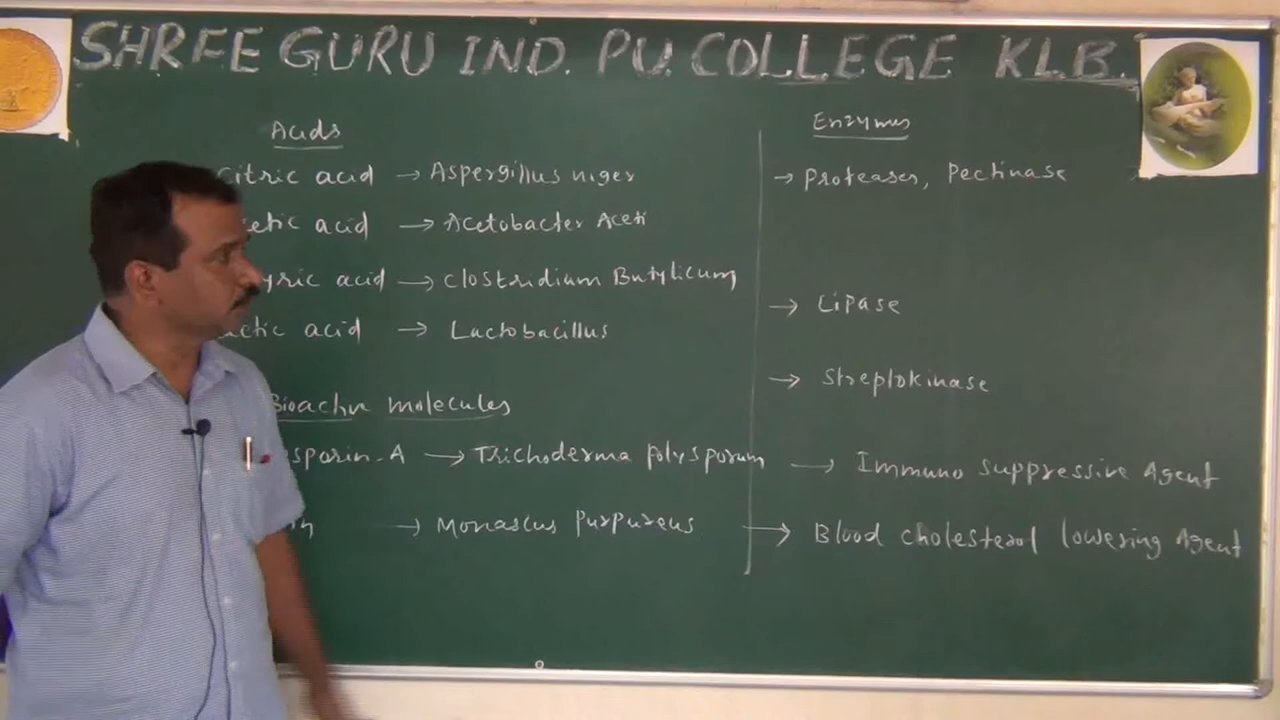 SHREE GURU IND. PU. COLLEGE KLB.
Acids
Citric acid → Aspergillus niger
etic acid → Acetobacter Aceti
yric acid → Clostridium Butylicum
actic acid → Lactobacillus
Bioactive molecules
sporin-A → Trichoderma polysporum → Immuno suppressive Agent
→ Monascus purpureus → Blood cholesterol lowering Agent
Enzymes
→ Proteases, Pectinase
→ Lipase
→ Streptokinase